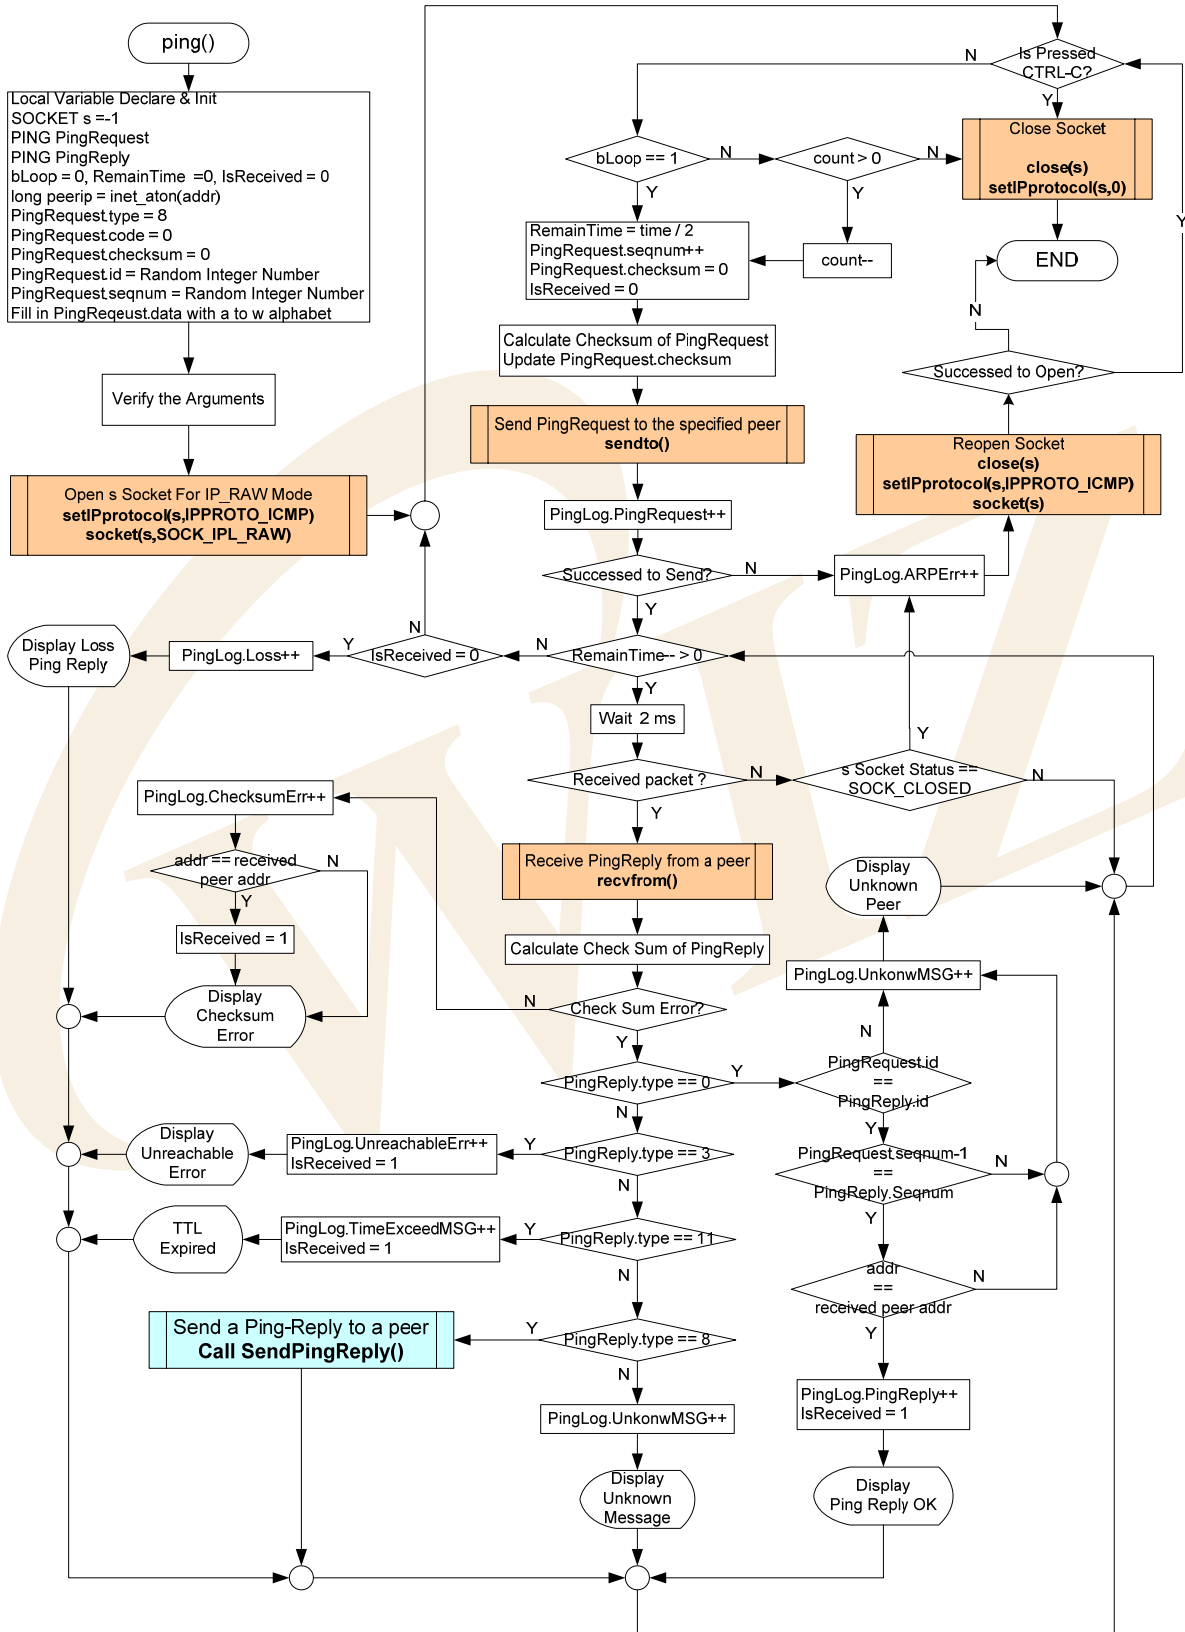 ping()
Local Variable Declare & Init
SOCKET s =-1
PING PingRequest
PING PingReply
bLoop = 0, RemainTime =0, IsReceived = 0
long peerip = inet_aton(addr)
PingRequest.type = 8
PingRequest.code = 0
PingRequest.checksum = 0
PingRequest.id = Random Integer Number
PingRequest.seqnum = Random Integer Number
Fill in PingReqeust.data with a to w alphabet
Verify the Arguments
Open s Socket For IP_RAW Mode
setIPprotocol(s,IPPROTO_ICMP)
socket(s,SOCK_IPL_RAW)
Is Pressed
CTRL-C?
N
Y
Close Socket
close(s)
setIPprotocol(s,0)
END
bLoop == 1
N
Y
count > 0
N
Y
count--
RemainTime = time / 2
PingRequest.seqnum++
PingRequest.checksum = 0
IsReceived = 0
Calculate Checksum of PingRequest
Update PingRequest.checksum
Send PingRequest to the specified peer
sendto()
PingLog.PingRequest++
Successed to Send?
N
Y
PingLog.ARPErr++
Reopen Socket
close(s)
setIPprotocol(s,IPPROTO_ICMP)
socket(s)
Successed to Open?
N
Y
RemainTime-- > 0
N
Y
IsReceived = 0
N
Y
PingLog.Loss++
Display Loss
Ping Reply
Wait 2 ms
Received packet ?
N
Y
s Socket Status ==
SOCK_CLOSED
Y
N
Receive PingReply from a peer
recvfrom()
Calculate Check Sum of PingReply
Check Sum Error?
N
Y
PingLog.ChecksumErr++
addr == received
peer addr
N
Y
IsReceived = 1
Display
Checksum
Error
Display
Unknown
Peer
PingLog.UnkonwMSG++
N
PingReply.type == 0
Y
N
PingRequest.id
==
PingReply.id
Y
PingReply.type == 3
Y
N
PingLog.UnreachableErr++
IsReceived = 1
Display
Unreachable
Error
PingRequest.seqnum-1
==
PingReply.Seqnum
N
Y
PingReply.type == 11
Y
N
PingLog.TimeExceedMSG++
IsReceived = 1
TTL
Expired
addr
==
received peer addr
N
Y
PingReply.type == 8
Y
N
Send a Ping-Reply to a peer
Call SendPingReply()
PingLog.UnkonwMSG++
Display
Unknown
Message
PingLog.PingReply++
IsReceived = 1
Display
Ping Reply OK